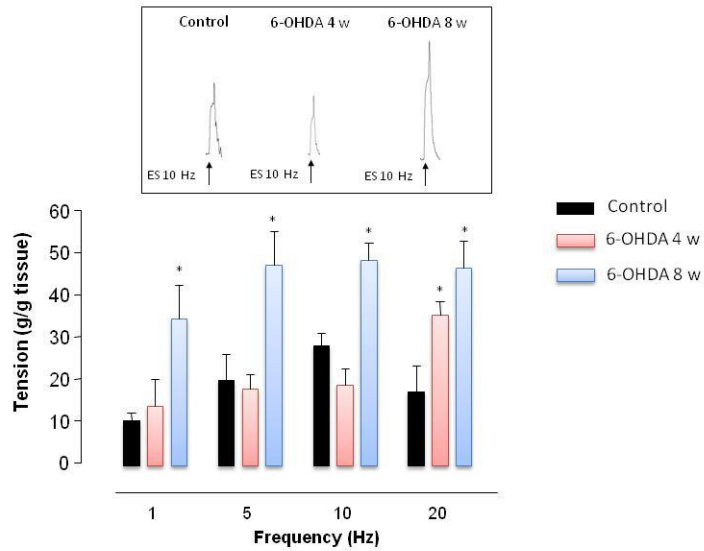 Control 6-OHDA 4 w 6-OHDA 8 w
ES 10 Hz ES 10 Hz ES 10 Hz
Control
6-OHDA 4 w
6-OHDA 8 w
Tension (g/g tissue)
60
50
40
30
20
10
0
* * * * *
1 5 10 20
Frequency (Hz)